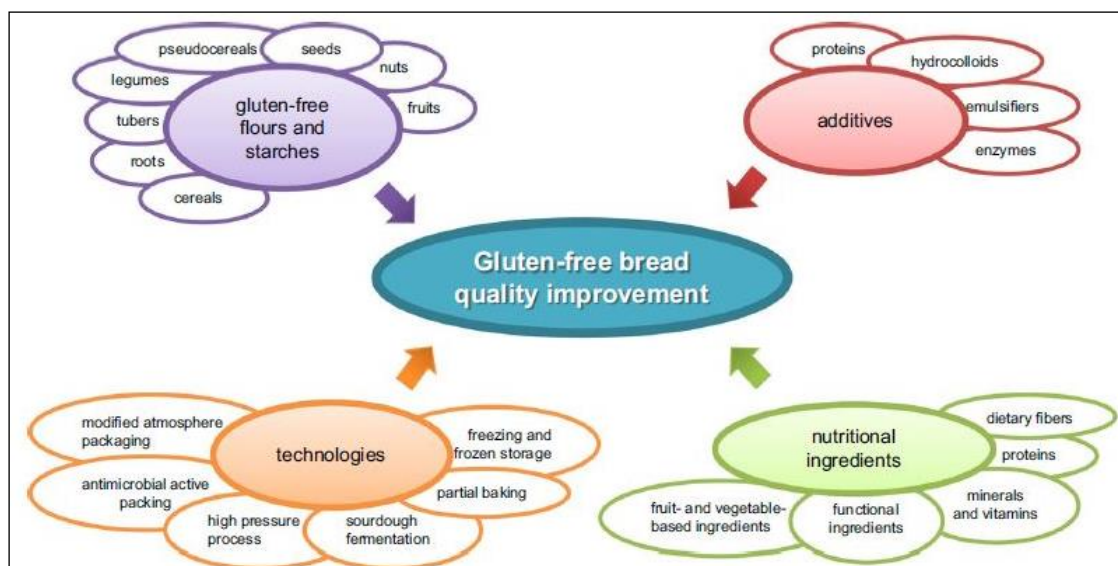 pseudocereals
seeds
nuts
fruits
legumes
tubers
roots
cereals
gluten-free
flours and
starches
proteins
hydrocolloids
emulsifiers
enzymes
additives
Gluten-free bread
quality improvement
modified atmosphere
packaging
antimicrobial active
packing
high pressure
process
sourdough
fermentation
partial baking
freezing and
frozen storage
technologies
nutritional
ingredients
dietary fibers
proteins
minerals
and vitamins
functional
ingredients
fruit- and vegetable-
based ingredients